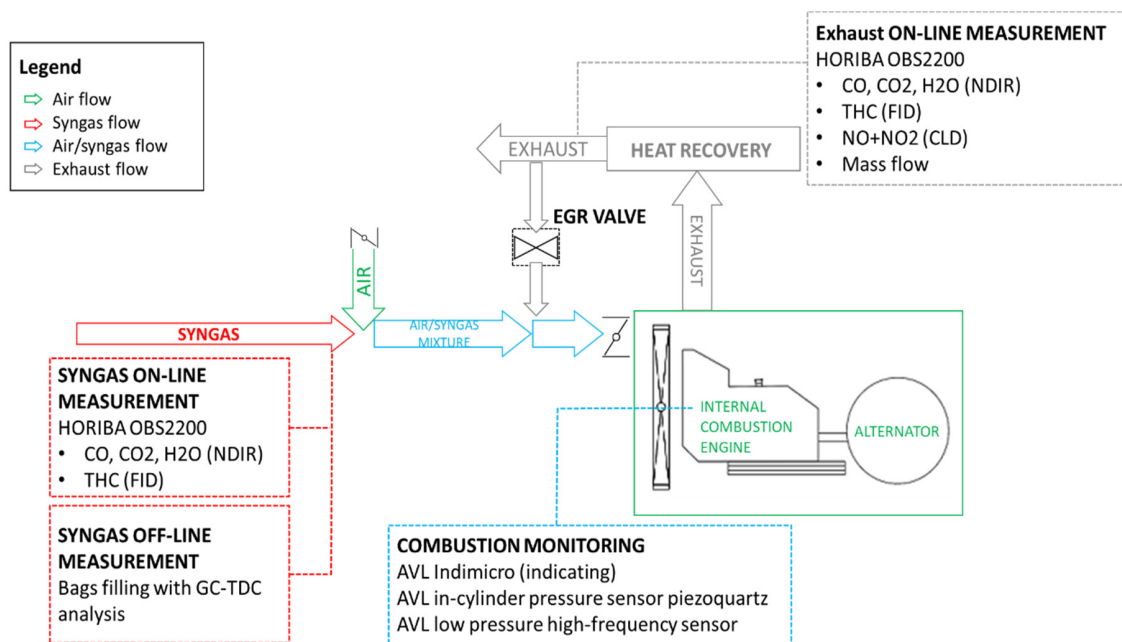 Legend
Air flow
Syngas flow
Air/syngas flow
Exhaust flow
Exhaust ON-LINE MEASUREMENT
HORIBA OBS2200
• CO, CO2, H2O (NDIR)
• THC (FID)
• NO+NO2 (CLD)
• Mass flow
EXHAUST
HEAT RECOVERY
EGR VALVE
EXHAUST
AIR
SYNGAS
AIR/SYNGAS
MIXTURE
SYNGAS ON-LINE
MEASUREMENT
HORIBA OBS2200
• CO, CO2, H2O (NDIR)
• THC (FID)
INTERNAL
COMBUSTION
ENGINE
ALTERNATOR
SYNGAS OFF-LINE
MEASUREMENT
Bags filling with GC-TDC
analysis
COMBUSTION MONITORING
AVL Indimicro (indicating)
AVL in-cylinder pressure sensor piezoquartz
AVL low pressure high-frequency sensor